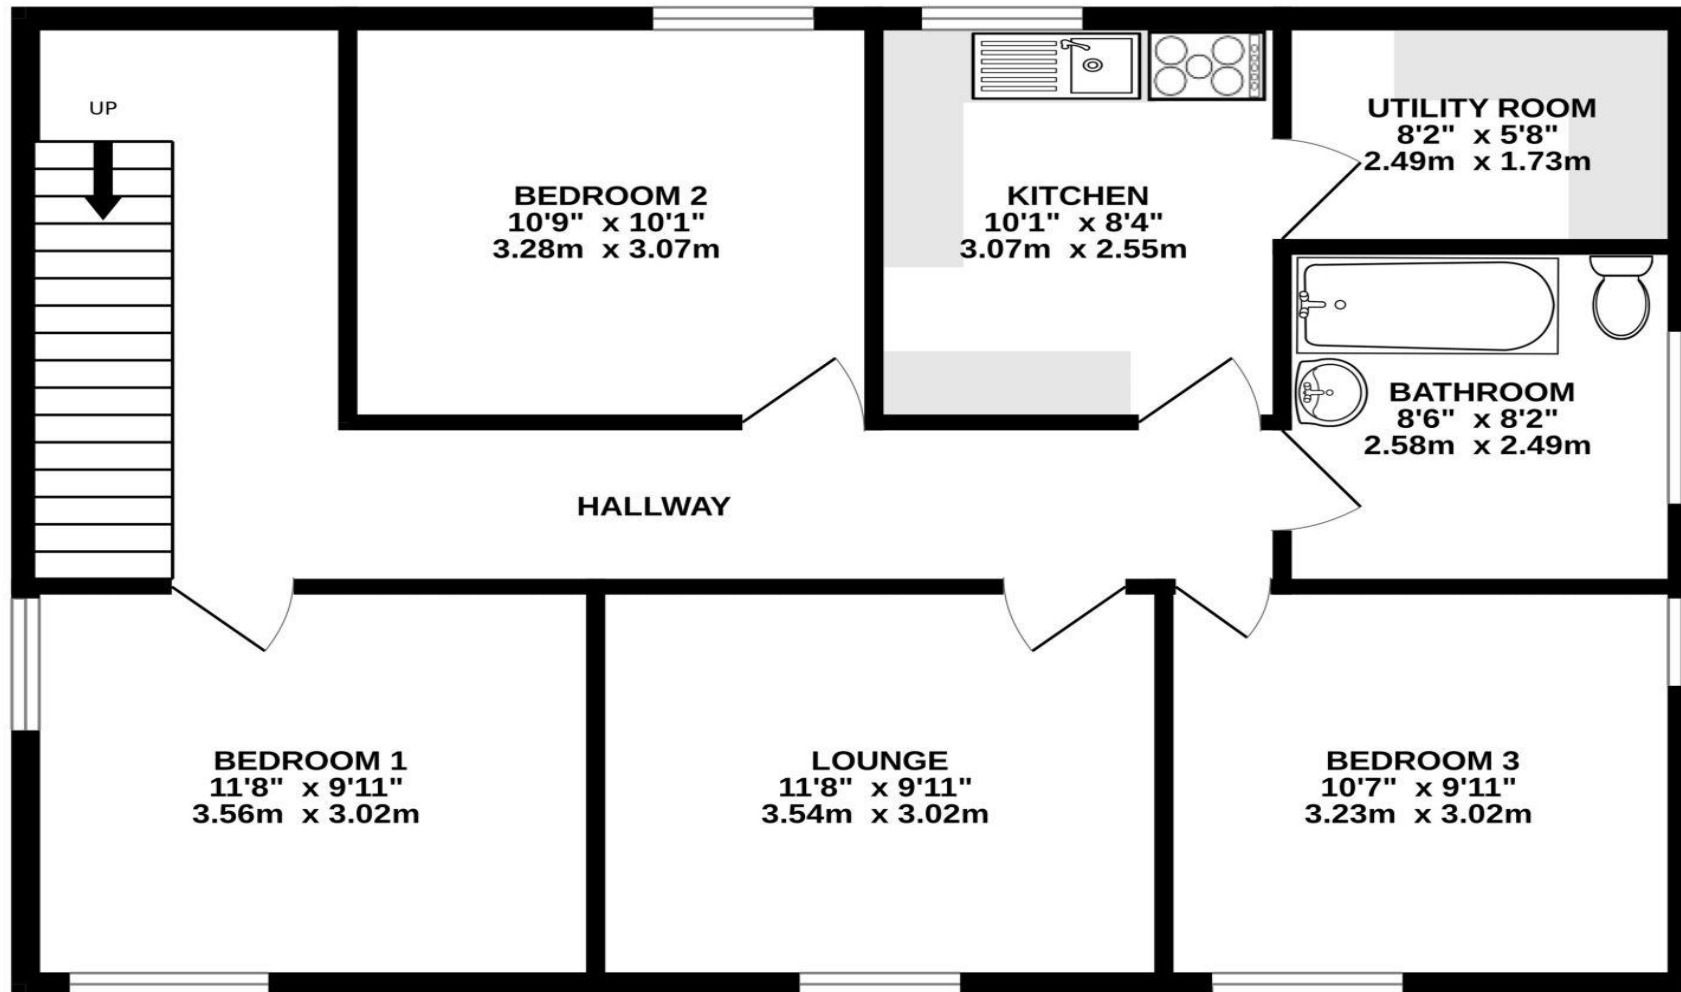 UP
BEDROOM 2
10'9" x 10'1"
3.28m x 3.07m
KITCHEN
10'1" x 8'4"
3.07m x 2.55m
UTILITY ROOM
8'2" x 5'8"
2.49m x 1.73m
BATHROOM
8'6" x 8'2"
2.58m x 2.49m
HALLWAY
BEDROOM 1
11'8" x 9'11"
3.56m x 3.02m
LOUNGE
11'8" x 9'11"
3.54m x 3.02m
BEDROOM 3
10'7" x 9'11"
3.23m x 3.02m